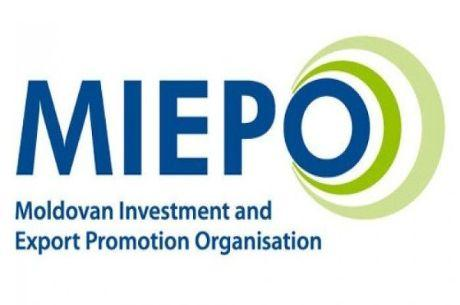 MIEPO
Moldovan Investment and
Export Promotion Organisation